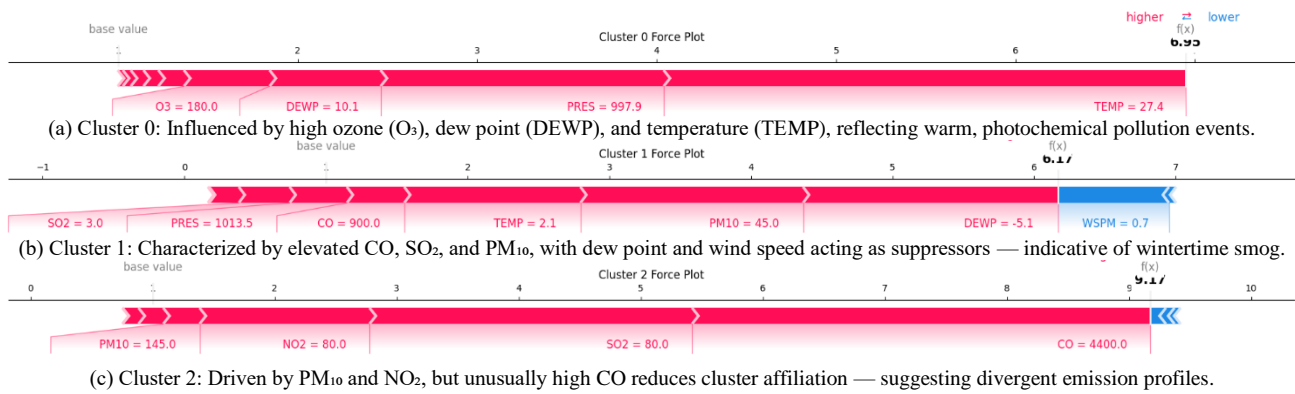 higher ⇄ lower
base value
f(x)
Cluster 0 Force Plot
6.95
1 2 3 4 5 6
O3 = 180.0 DEWP = 10.1 PRES = 997.9 TEMP = 27.4
(a) Cluster 0: Influenced by high ozone (O₃), dew point (DEWP), and temperature (TEMP), reflecting warm, photochemical pollution events.
base value f(x)
Cluster 1 Force Plot
6.17
−1 0 1 2 3 4 5 6 7
SO2 = 3.0 PRES = 1013.5 CO = 900.0 TEMP = 2.1 PM10 = 45.0 DEWP = -5.1 WSPM = 0.7
(b) Cluster 1: Characterized by elevated CO, SO₂, and PM₁₀, with dew point and wind speed acting as suppressors — indicative of wintertime smog.
base value f(x)
Cluster 2 Force Plot
9.17
0 1 2 3 4 5 6 7 8 9 10
PM10 = 145.0 NO2 = 80.0 SO2 = 80.0 CO = 4400.0
(c) Cluster 2: Driven by PM₁₀ and NO₂, but unusually high CO reduces cluster affiliation — suggesting divergent emission profiles.